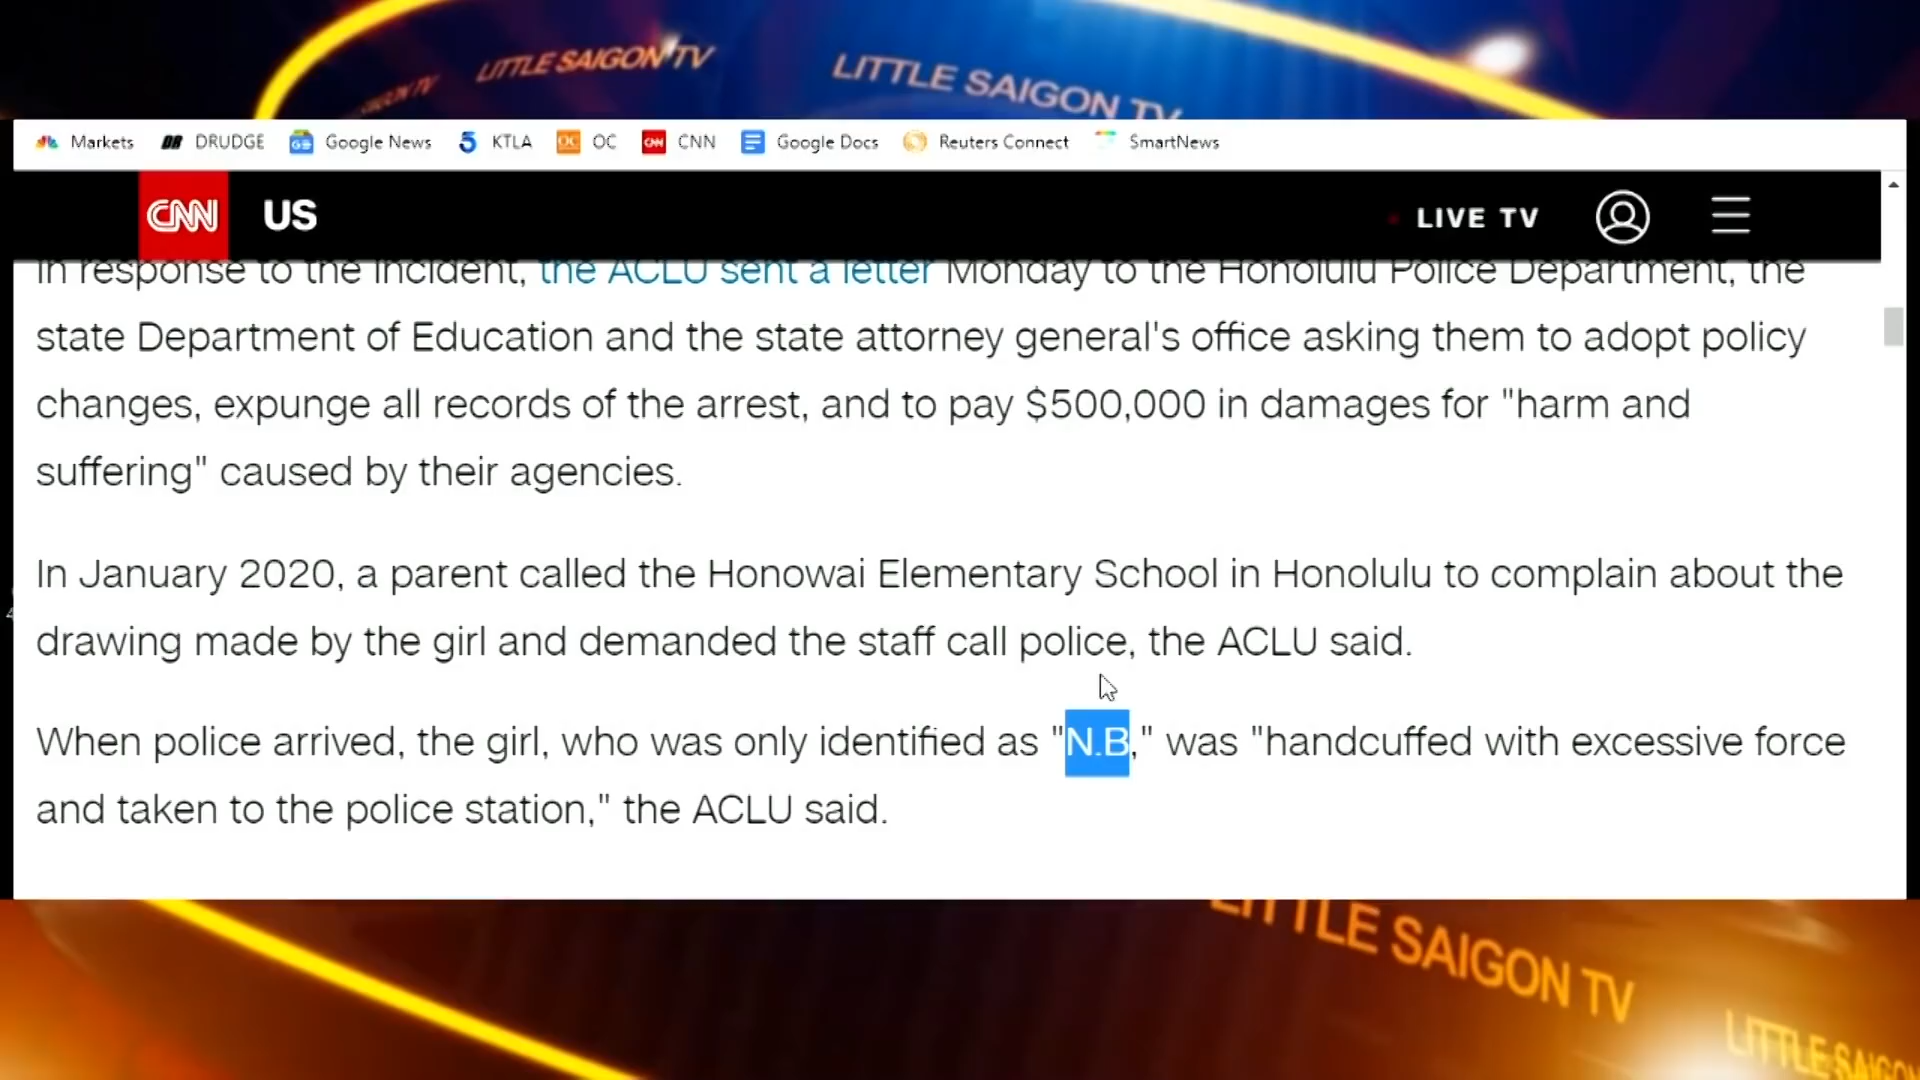 SAIGON TV
LITTLE SAIGON TV
LITTLE SAIGON TV
Markets DRUDGE Google News KTLA OC CNN Google Docs Reuters Connect SmartNews
CNN US LIVE TV
In response to the incident, the ACLU sent a letter Monday to the Honolulu Police Department, the
state Department of Education and the state attorney general's office asking them to adopt policy
changes, expunge all records of the arrest, and to pay $500,000 in damages for "harm and
suffering" caused by their agencies.
In January 2020, a parent called the Honowai Elementary School in Honolulu to complain about the
drawing made by the girl and demanded the staff call police, the ACLU said.
When police arrived, the girl, who was only identified as "N.B," was "handcuffed with excessive force
and taken to the police station," the ACLU said.
LITTLE SAIGON TV
LITTLE SAIGON